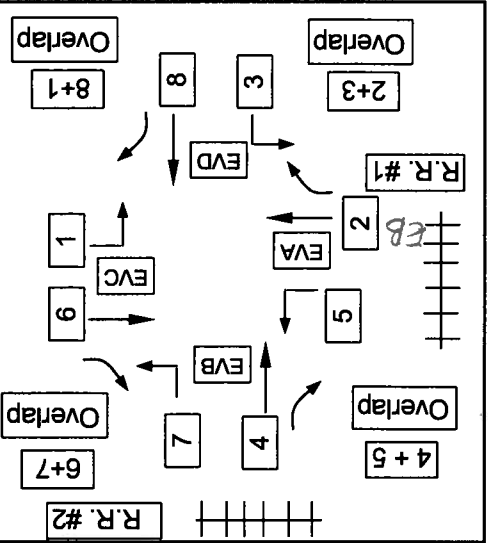 R.R. #2
4 + 5
4
7
6+7
Overlap
Overlap
EVB
5
6
EVC
EVA
EB
2
1
R.R. #1
EVD
2+3
3
8
8+1
Overlap
Overlap